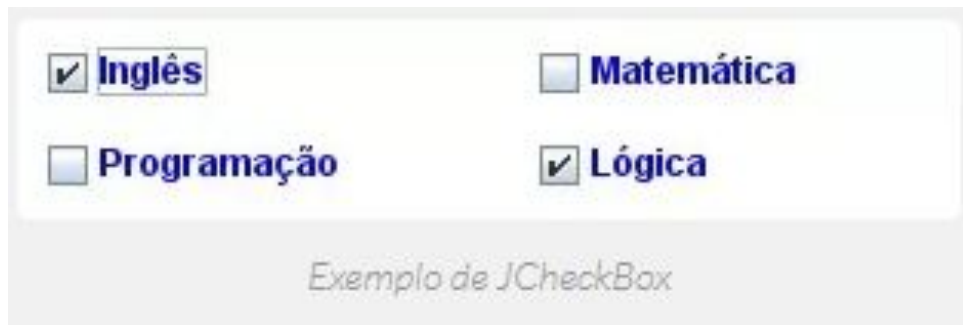 Inglês Matemática
Programação Lógica
Exemplo de JCheckBox